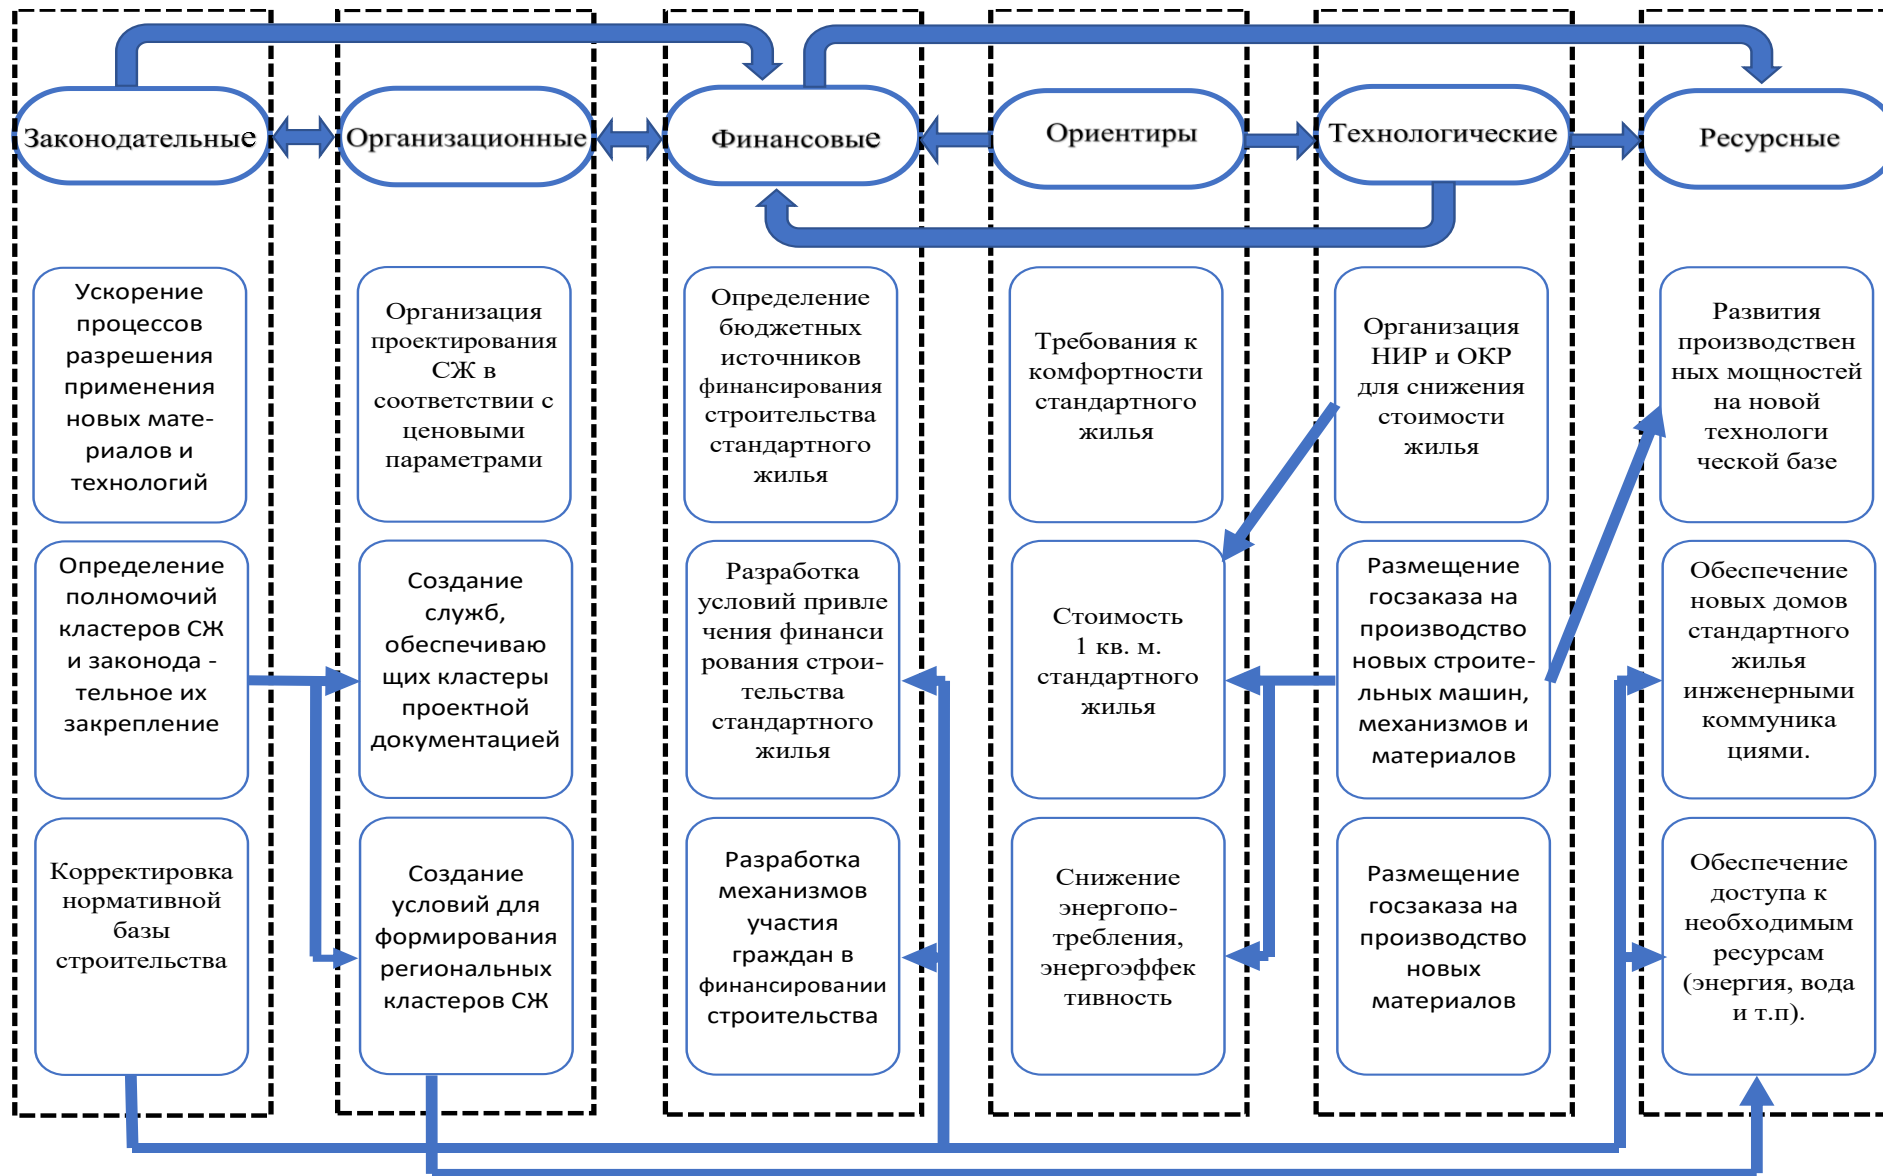 Законодательные
Организационные
Финансовые
Ориентиры
Технологические
Ресурсные
Ускорение
процессов
разрешения
применения
новых мате-
риалов и
технологий
Организация
проектирования
СЖ в
соответствии с
ценовыми
параметрами
Определение
бюджетных
источников
финансирования
строительства
стандартного
жилья
Требования к
комфортности
стандартного
жилья
Организация
НИР и ОКР
для снижения
стоимости
жилья
Развития
производствен
ных мощностей
на новой
технологи
ческой базе
Определение
полномочий
кластеров СЖ
и законода -
тельное их
закрепление
Создание
служб,
обеспечиваю
щих кластеры
проектной
документацией
Разработка
условий привле
чения финанси
рования строи-
тельства
стандартного
жилья
Стоимость
1 кв. м.
стандартного
жилья
Размещение
госзаказа на
производство
новых строите-
льных машин,
механизмов и
материалов
Обеспечение
новых домов
стандартного
жилья
инженерными
коммуника
циями.
Корректировка
нормативной
базы
строительства
Создание
условий для
формирования
региональных
кластеров СЖ
Разработка
механизмов
участия
граждан в
финансировании
строительства
Снижение
энергопо-
требления,
энергоэффек
тивность
Размещение
госзаказа на
производство
новых
материалов
Обеспечение
доступа к
необходимым
ресурсам
(энергия, вода
и т.п).